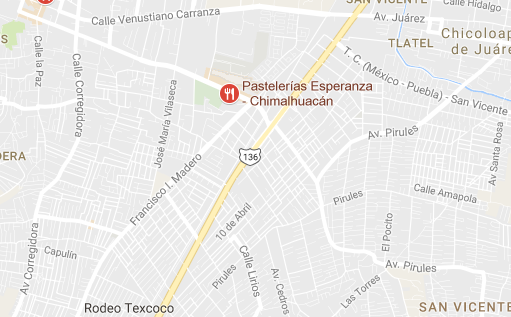 SAN VICENTE
Calle Hidalgo
Calle Venustiano Carranza
Av. Juárez
TLATEL
Chicoloap
de Juáre
Calle la Paz
Calle Corregidora
José María Vilaseca
Pastelerías Esperanza
- Chimalhuacán
T. C. (México - Puebla) - San Vicente
Av. Pirules
Av Santa Rosa
DERA
136
Francisco I. Madero
Calle Amapola
Pirules
10 de Abril
El Pocito
Av Corregidora
Capulín
Calle Lirios
Pirules
Av. Cedros
Av. Pirules
Las Torres
Rodeo Texcoco
SAN VICENTE